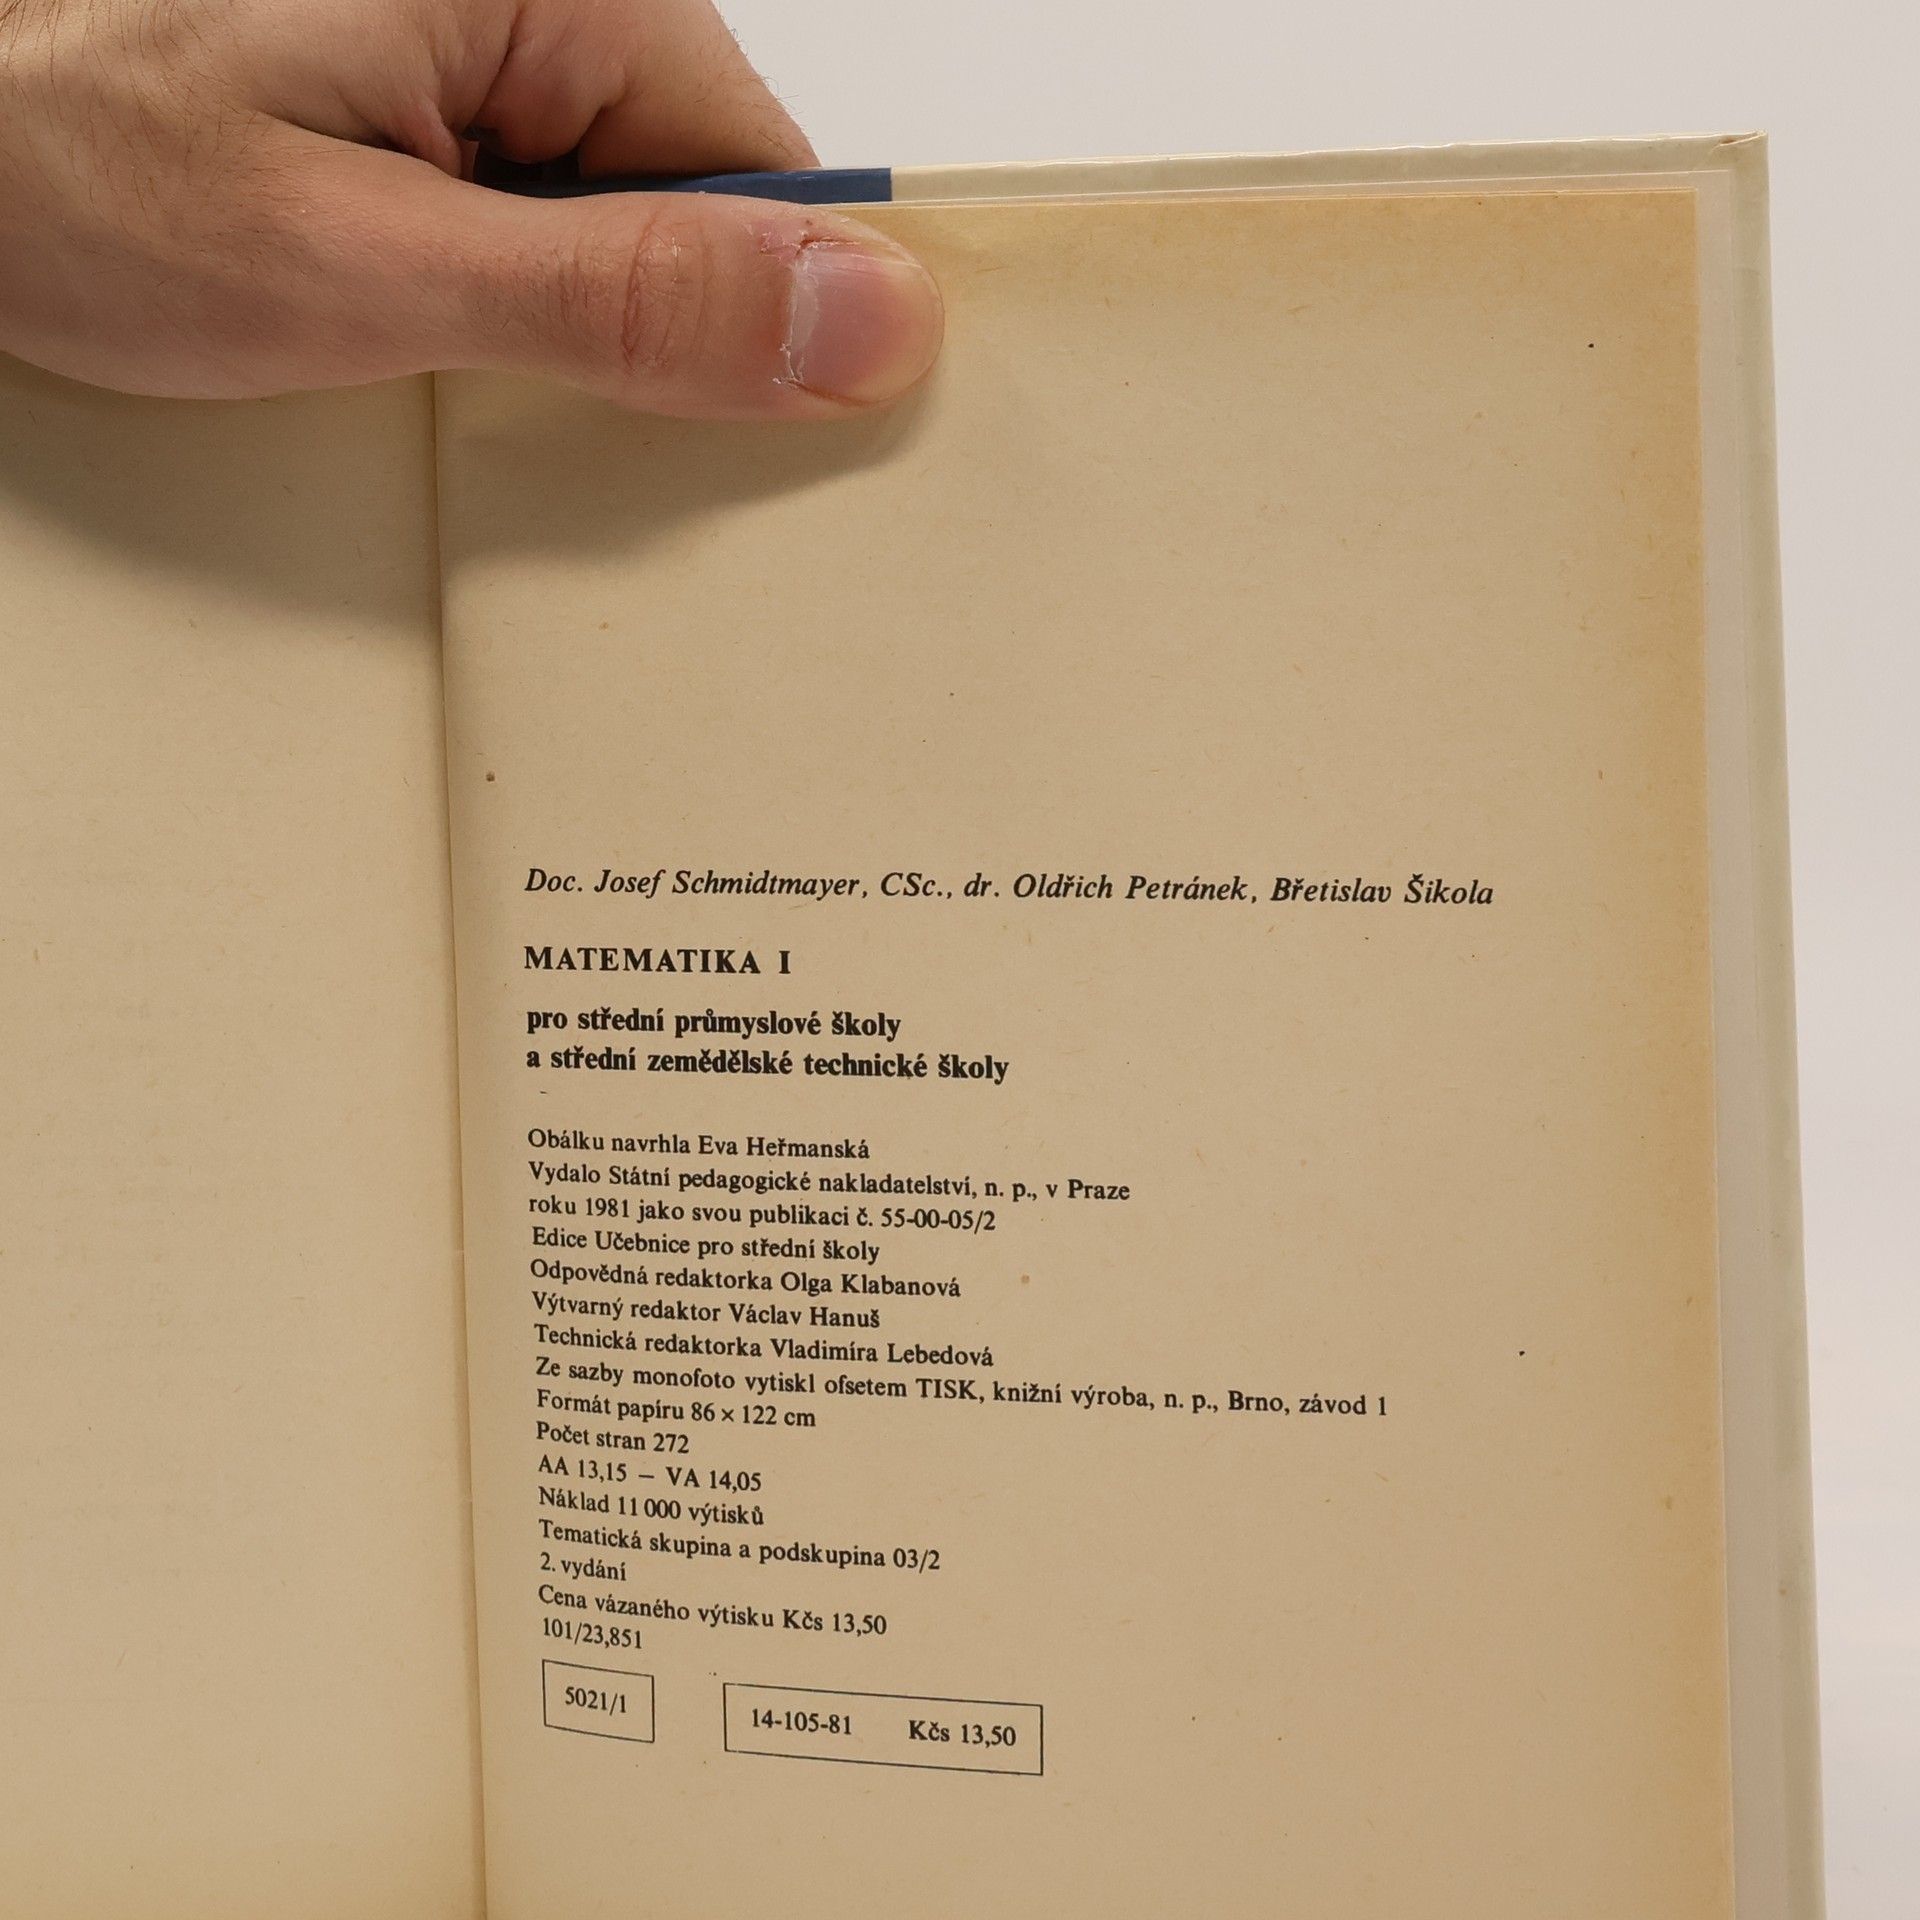 Doc. Josef Schmidtmayer, CSc., dr. Oldřich Petránek, Břetislav Šikola
MATEMATIKA I
pro střední průmyslové školy
a střední zemědělské technické školy
Obálku navrhla Eva Heřmanská
Vydalo Státní pedagogické nakladatelství, n. p., v Praze
roku 1981 jako svou publikaci č. 55-00-05/2
Edice Učebnice pro střední školy
Odpovědná redaktorka Olga Klabanová
Výtvarný redaktor Václav Hanuš
Technická redaktorka Vladimíra Lebedová
Ze sazby monofoto vytiskl ofsetem TISK, knižní výroba, n. p., Brno, závod 1
Formát papíru 86 × 122 cm
Počet stran 272
AA 13,15 – VA 14,05
Náklad 11 000 výtisků
Tematická skupina a podskupina 03/2
2. vydání
Cena vázaného výtisku Kčs 13,50
101/23,851
5021/1
14-105-81 Kčs 13,50